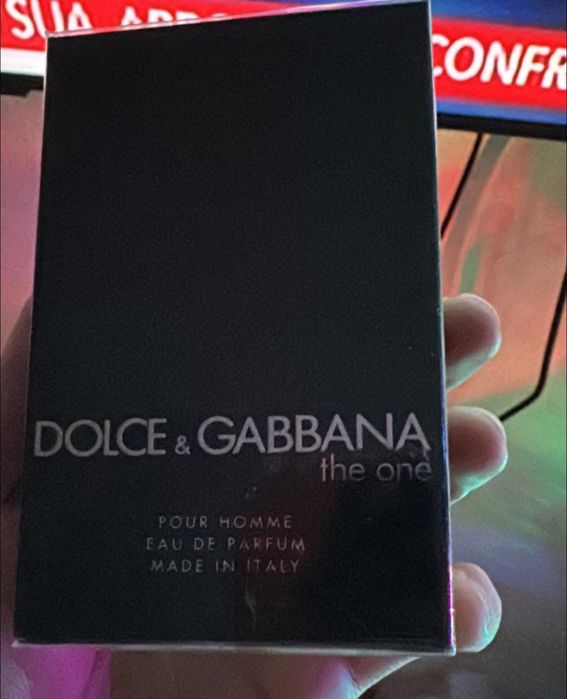 SUA
CONFR
DOLCE & GABBANA
the one
POUR HOMME
EAU DE PARFUM
MADE IN ITALY